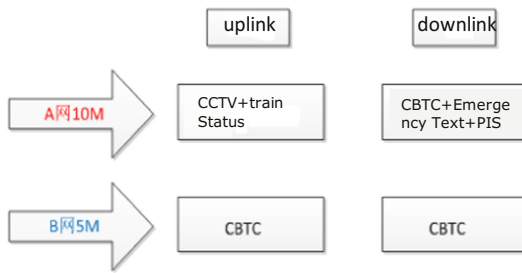 uplink
downlink
A网10M
CCTV+train
Status
CBTC+Emerge
ncy Text+PIS
B网5M
CBTC
CBTC